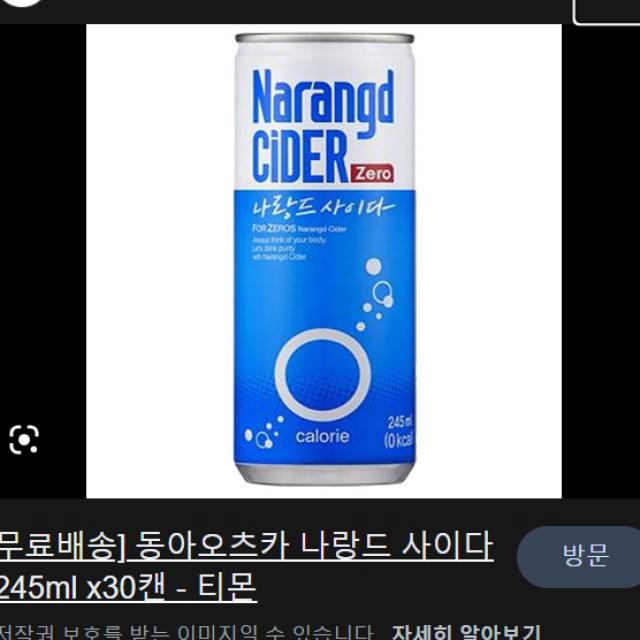 Narangd
CiDER
Zero
나랑드 사이다
FOR ZEROS Narangd Cider
Always think of your body.
Let's drink purity
with Narangd Cider.
calorie
245㎖
(0 kcal
무료배송] 동아오츠카 나랑드 사이다
245ml x30캔 - 티몬
방문
저작권 보호를 받는 이미지일 수 있습니다. 자세히 알아보기